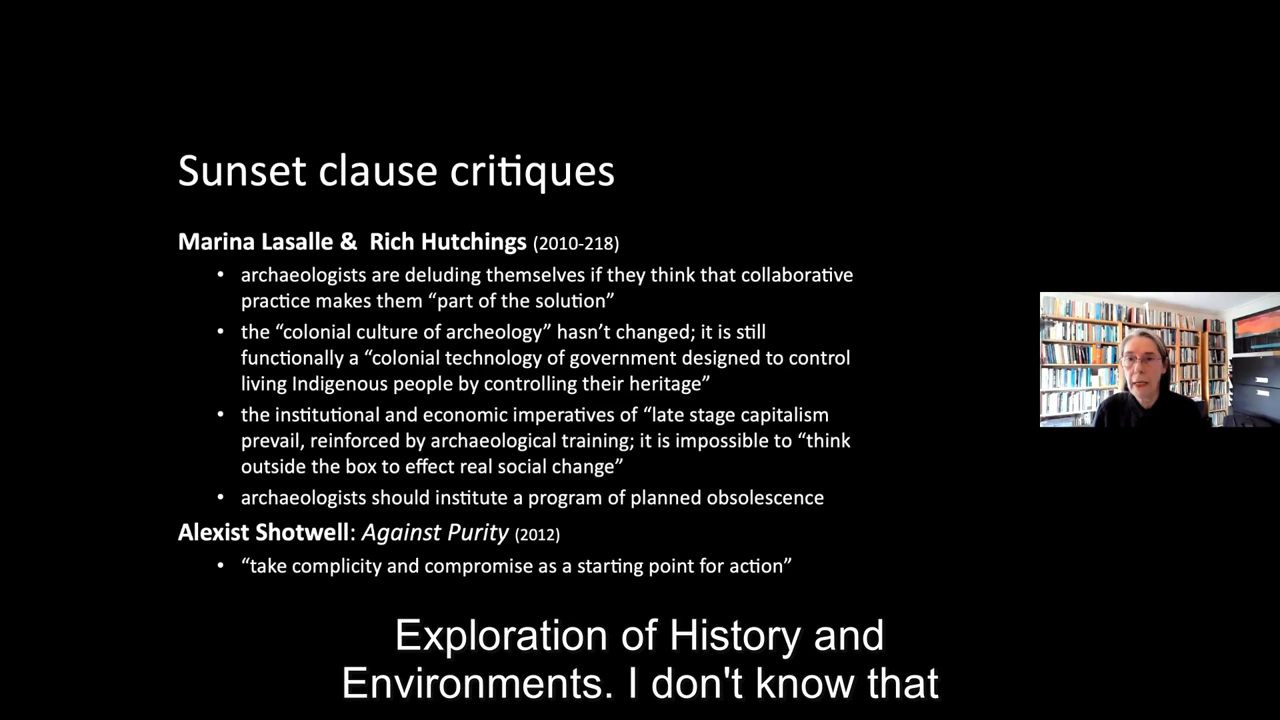 Sunset clause critiques
Marina Lasalle & Rich Hutchings (2010-218)
• archaeologists are deluding themselves if they think that collaborative
practice makes them “part of the solution”
• the “colonial culture of archeology” hasn’t changed; it is still
functionally a “colonial technology of government designed to control
living Indigenous people by controlling their heritage”
• the institutional and economic imperatives of “late stage capitalism
prevail, reinforced by archaeological training; it is impossible to “think
outside the box to effect real social change”
• archaeologists should institute a program of planned obsolescence
Alexist Shotwell: Against Purity (2012)
• “take complicity and compromise as a starting point for action”
Exploration of History and
Environments. I don't know that